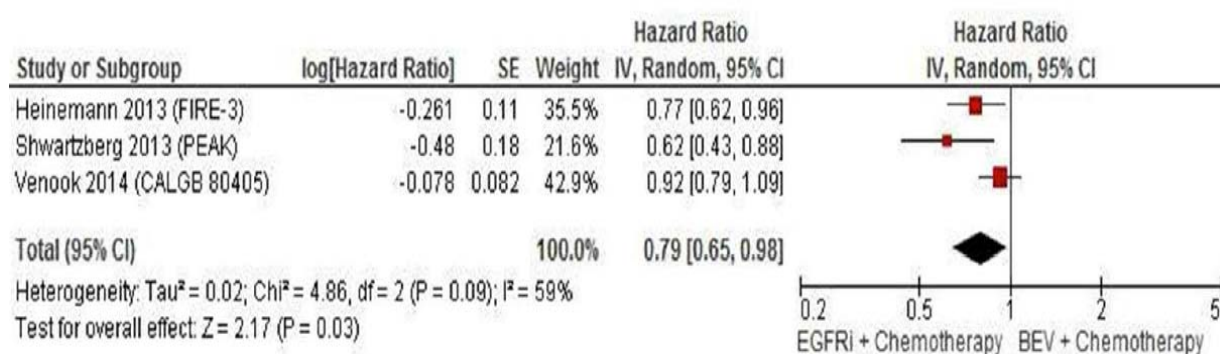 Hazard Ratio Hazard Ratio
Study or Subgroup log[Hazard Ratio] SE Weight IV, Random, 95% CI IV, Random, 95% CI
Heinemann 2013 (FIRE-3) -0.261 0.11 35.5% 0.77 [0.62, 0.96]
Shwartzberg 2013 (PEAK) -0.48 0.18 21.6% 0.62 [0.43, 0.88]
Venook 2014 (CALGB 80405) -0.078 0.082 42.9% 0.92 [0.79, 1.09]
Total (95% CI) 100.0% 0.79 [0.65, 0.98]
Heterogeneity: Tau² = 0.02; Chi² = 4.86, df = 2 (P = 0.09); I² = 59%
Test for overall effect: Z = 2.17 (P = 0.03)
0.2 0.5 1 2 5
EGFRi + Chemotherapy BEV + Chemotherapy